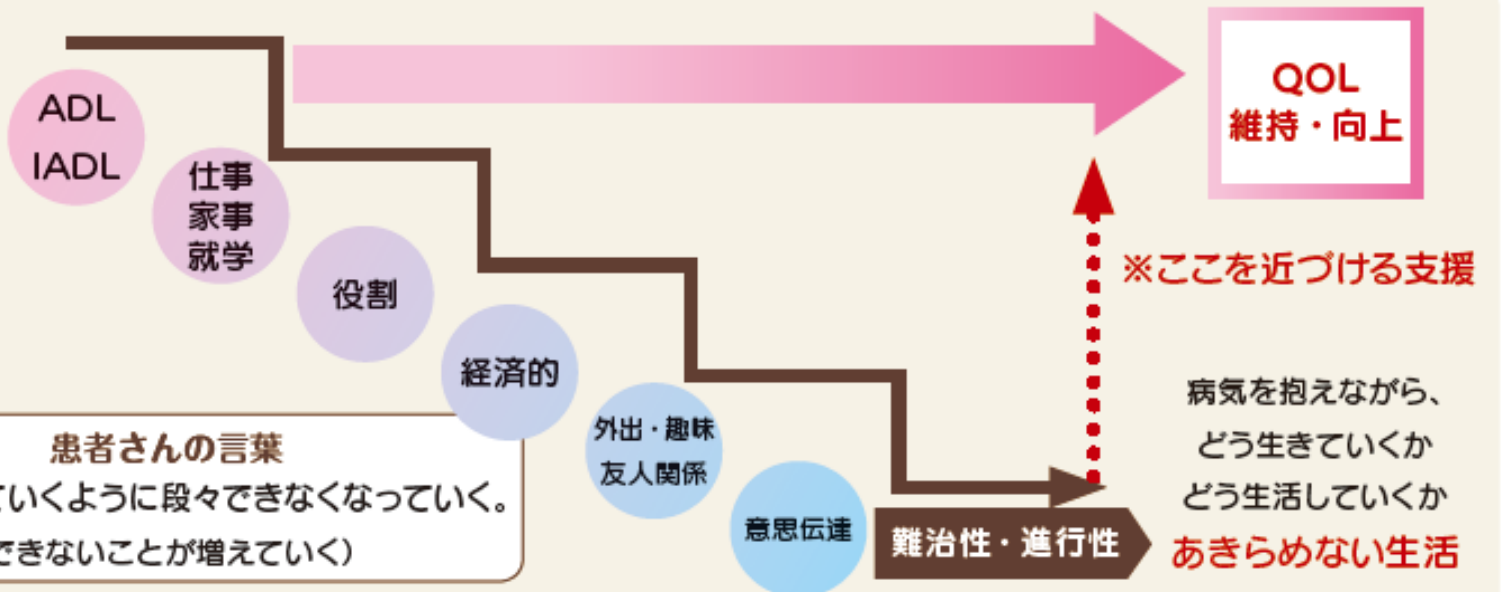 ADL
IADL
仕事
家事
就学
役割
経済的
外出・趣味
友人関係
意思伝達
難治性・進行性
QOL
維持・向上
※ここを近づける支援
病気を抱えながら、
どう生きていくか
どう生活していくか
あきらめない生活
患者さんの言葉
ていくように段々できなくなっていく。
できないことが増えていく）